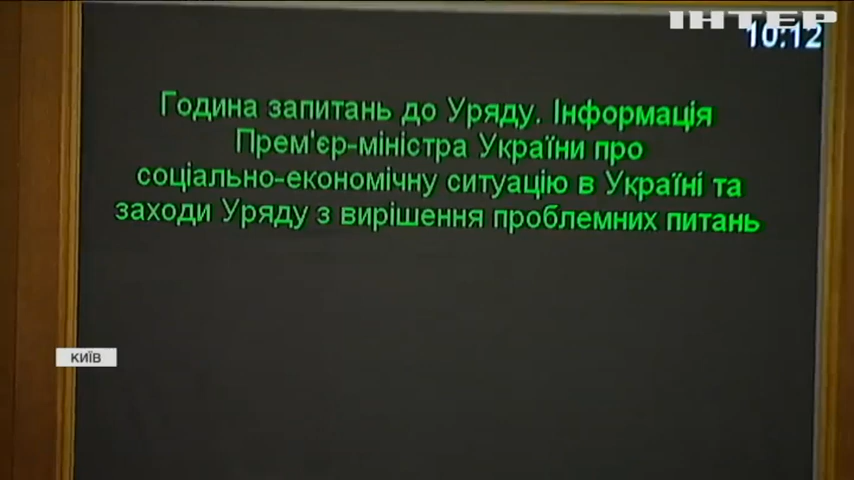 ІНТЕР
10:12
Година запитань до Уряду. Інформація
Прем'єр-міністра України про
соціально-економічну ситуацію в Україні та
заходи Уряду з вирішення проблемних питань
КИЇВ